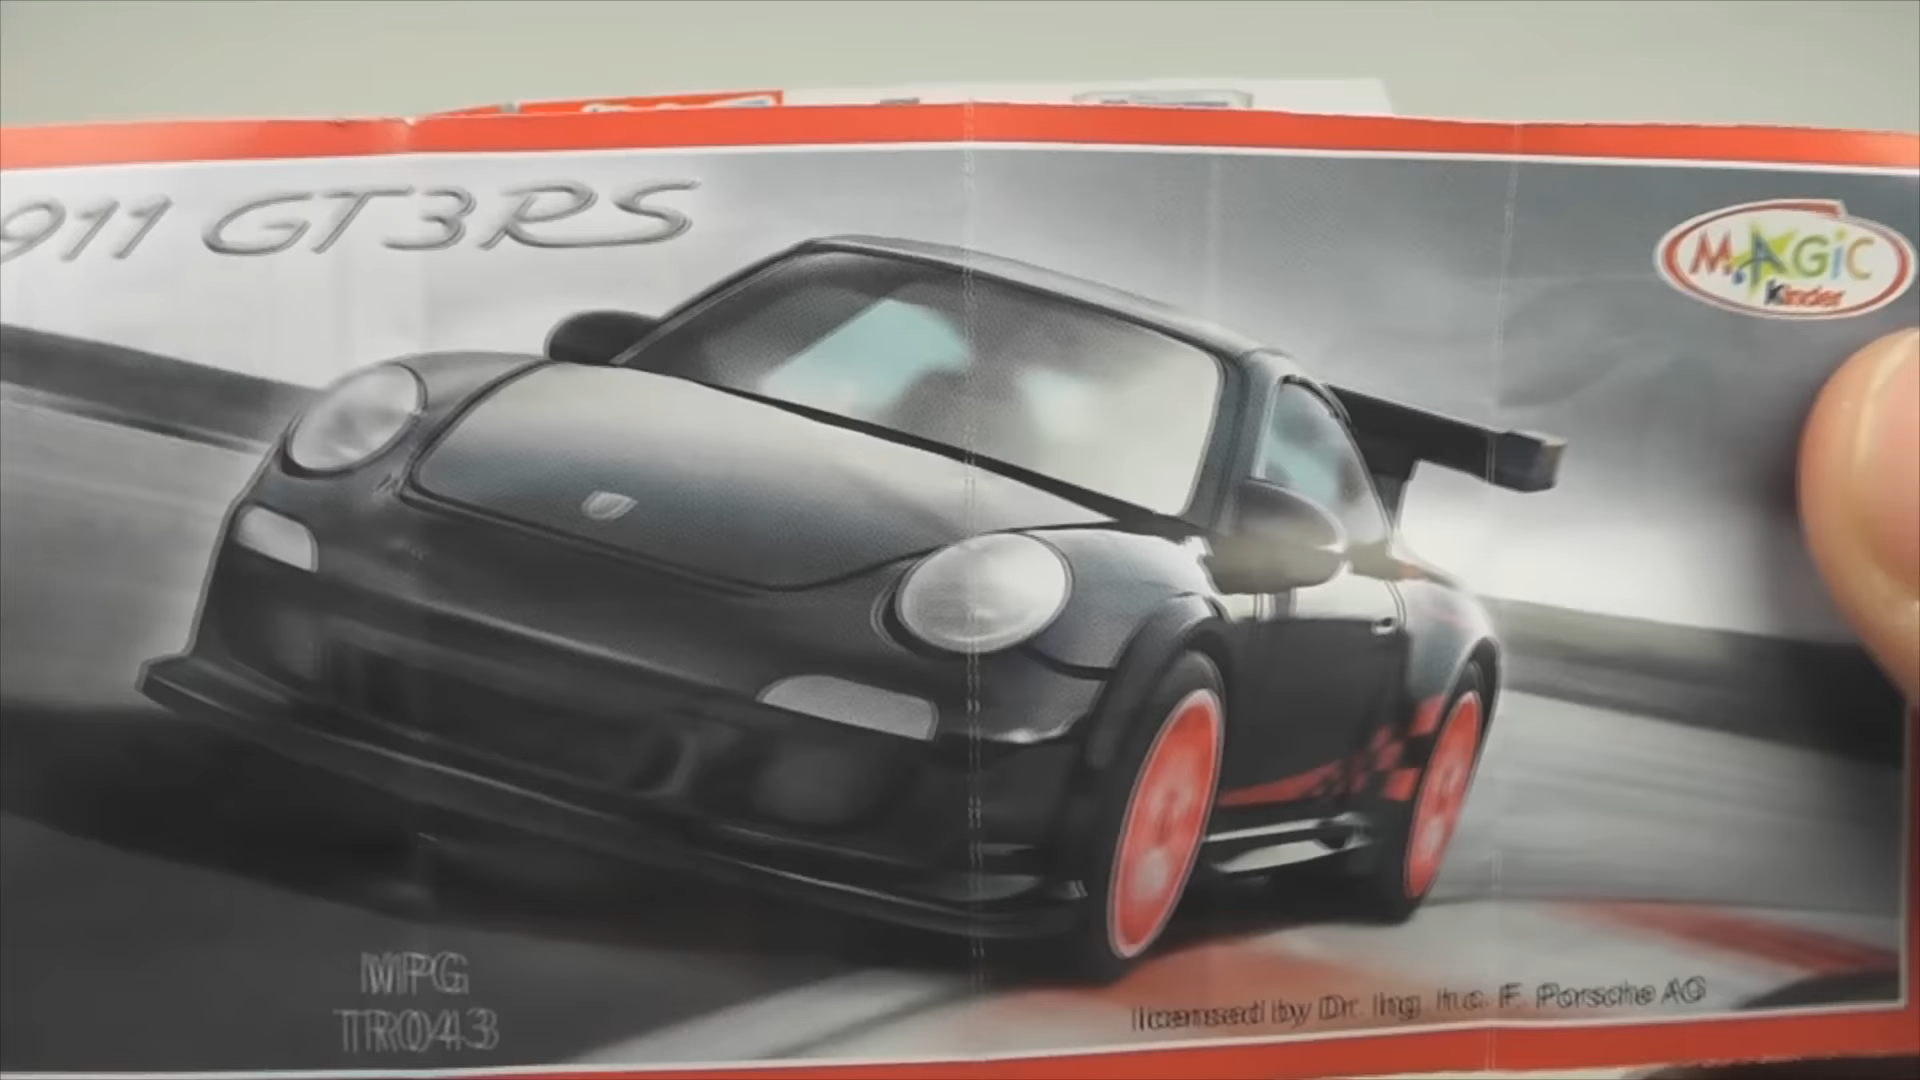 911 GT3RS
MAGiC
Kinder
MPG
TR043
licensed by Dr. Ing. h.c. F. Porsche AG